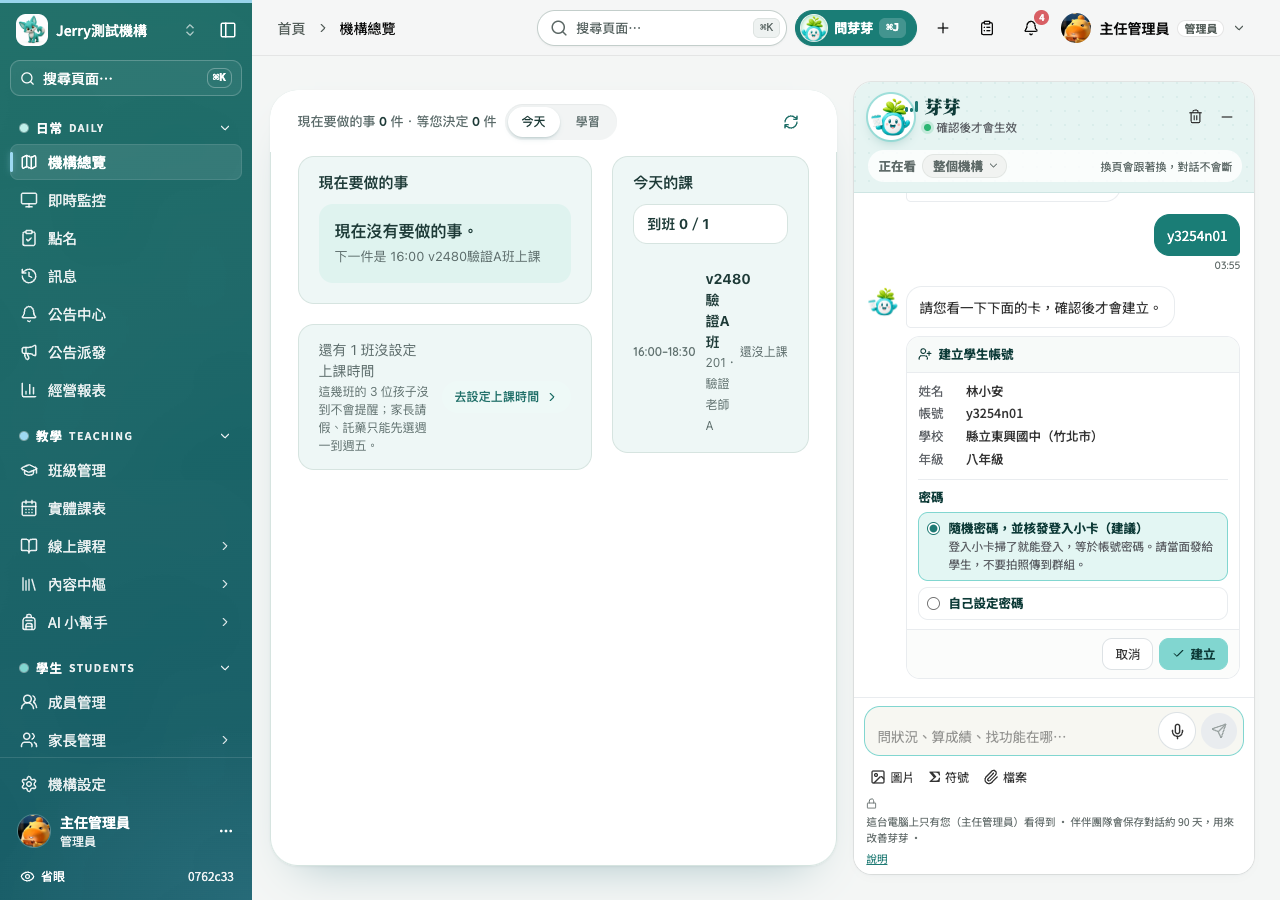 Jerry測試機構
搜尋頁面… ⌘K
日常 DAILY
機構總覽
即時監控
點名
訊息
公告中心
公告派發
經營報表
教學 TEACHING
班級管理
實體課表
線上課程
內容中樞
AI 小幫手
學生 STUDENTS
成員管理
家長管理
機構設定
主任管理員
管理員
省眼 0762c33
首頁 機構總覽
搜尋頁面… ⌘K
問芽芽 ⌘J
4
主任管理員 管理員
現在要做的事 0 件 · 等您決定 0 件 今天 學習
現在要做的事
現在沒有要做的事。
下一件是 16:00 v2480驗證A班上課
還有 1 班沒設定
上課時間
這幾班的 3 位孩子沒
到不會提醒；家長請
假、託藥只能先選週
一到週五。
去設定上課時間
今天的課
到班 0 / 1
16:00–18:30
v2480
驗
證A
班
201 ·
驗證
老師
A
還沒上課
芽芽
確認後才會生效
正在看 整個機構 換頁會跟著換，對話不會斷
y3254n01
03:55
請您看一下下面的卡，確認後才會建立。
建立學生帳號
姓名 林小安
帳號 y3254n01
學校 縣立東興國中（竹北市）
年級 八年級
密碼
隨機密碼，並核發登入小卡（建議）
登入小卡掃了就能登入，等於帳號密碼。請當面發給
學生，不要拍照傳到群組。
自己設定密碼
取消 建立
問狀況、算成績、找功能在哪…
圖片 符號 檔案
這台電腦上只有您（主任管理員）看得到 · 伴伴團隊會保存對話約 90 天，用來
改善芽芽 ·
說明